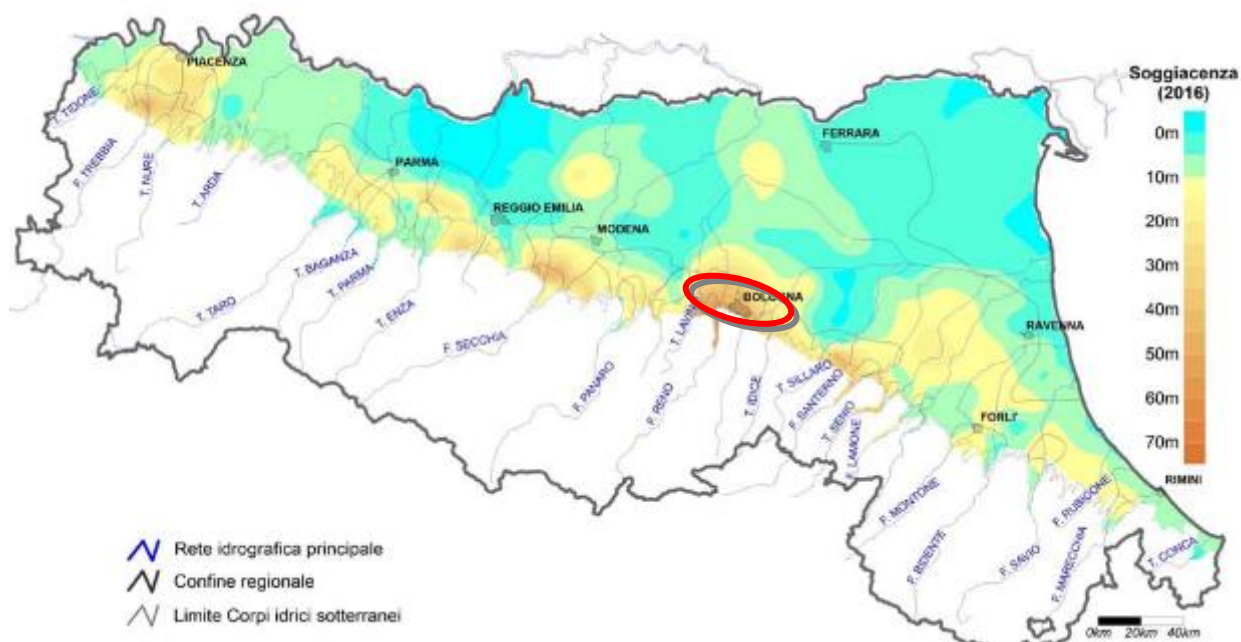 PIACENZA
T. TIDONE
F. TREBBIA
T. NURE
T. ARDA
PARMA
REGGIO EMILIA
MODENA
BOLOGNA
FERRARA
RAVENNA
FORLI'
RIMINI
T. TARO
T. BAGANZA
T. PARMA
T. ENZA
F. SECCHIA
F. PANARO
T. LAVINO
F. RENO
T. IDICE
T. SILLARO
F. SANTERNO
T. SENIO
F. LAMONE
F. MONTONE
F. BIDENTE
F. SAVIO
F. RUBICONE
F. MARECCHIA
T. CONCA
Soggiacenza
(2016)
0m
10m
20m
30m
40m
50m
60m
70m
Rete idrografica principale
Confine regionale
Limite Corpi idrici sotterranei
0km 20km 40km